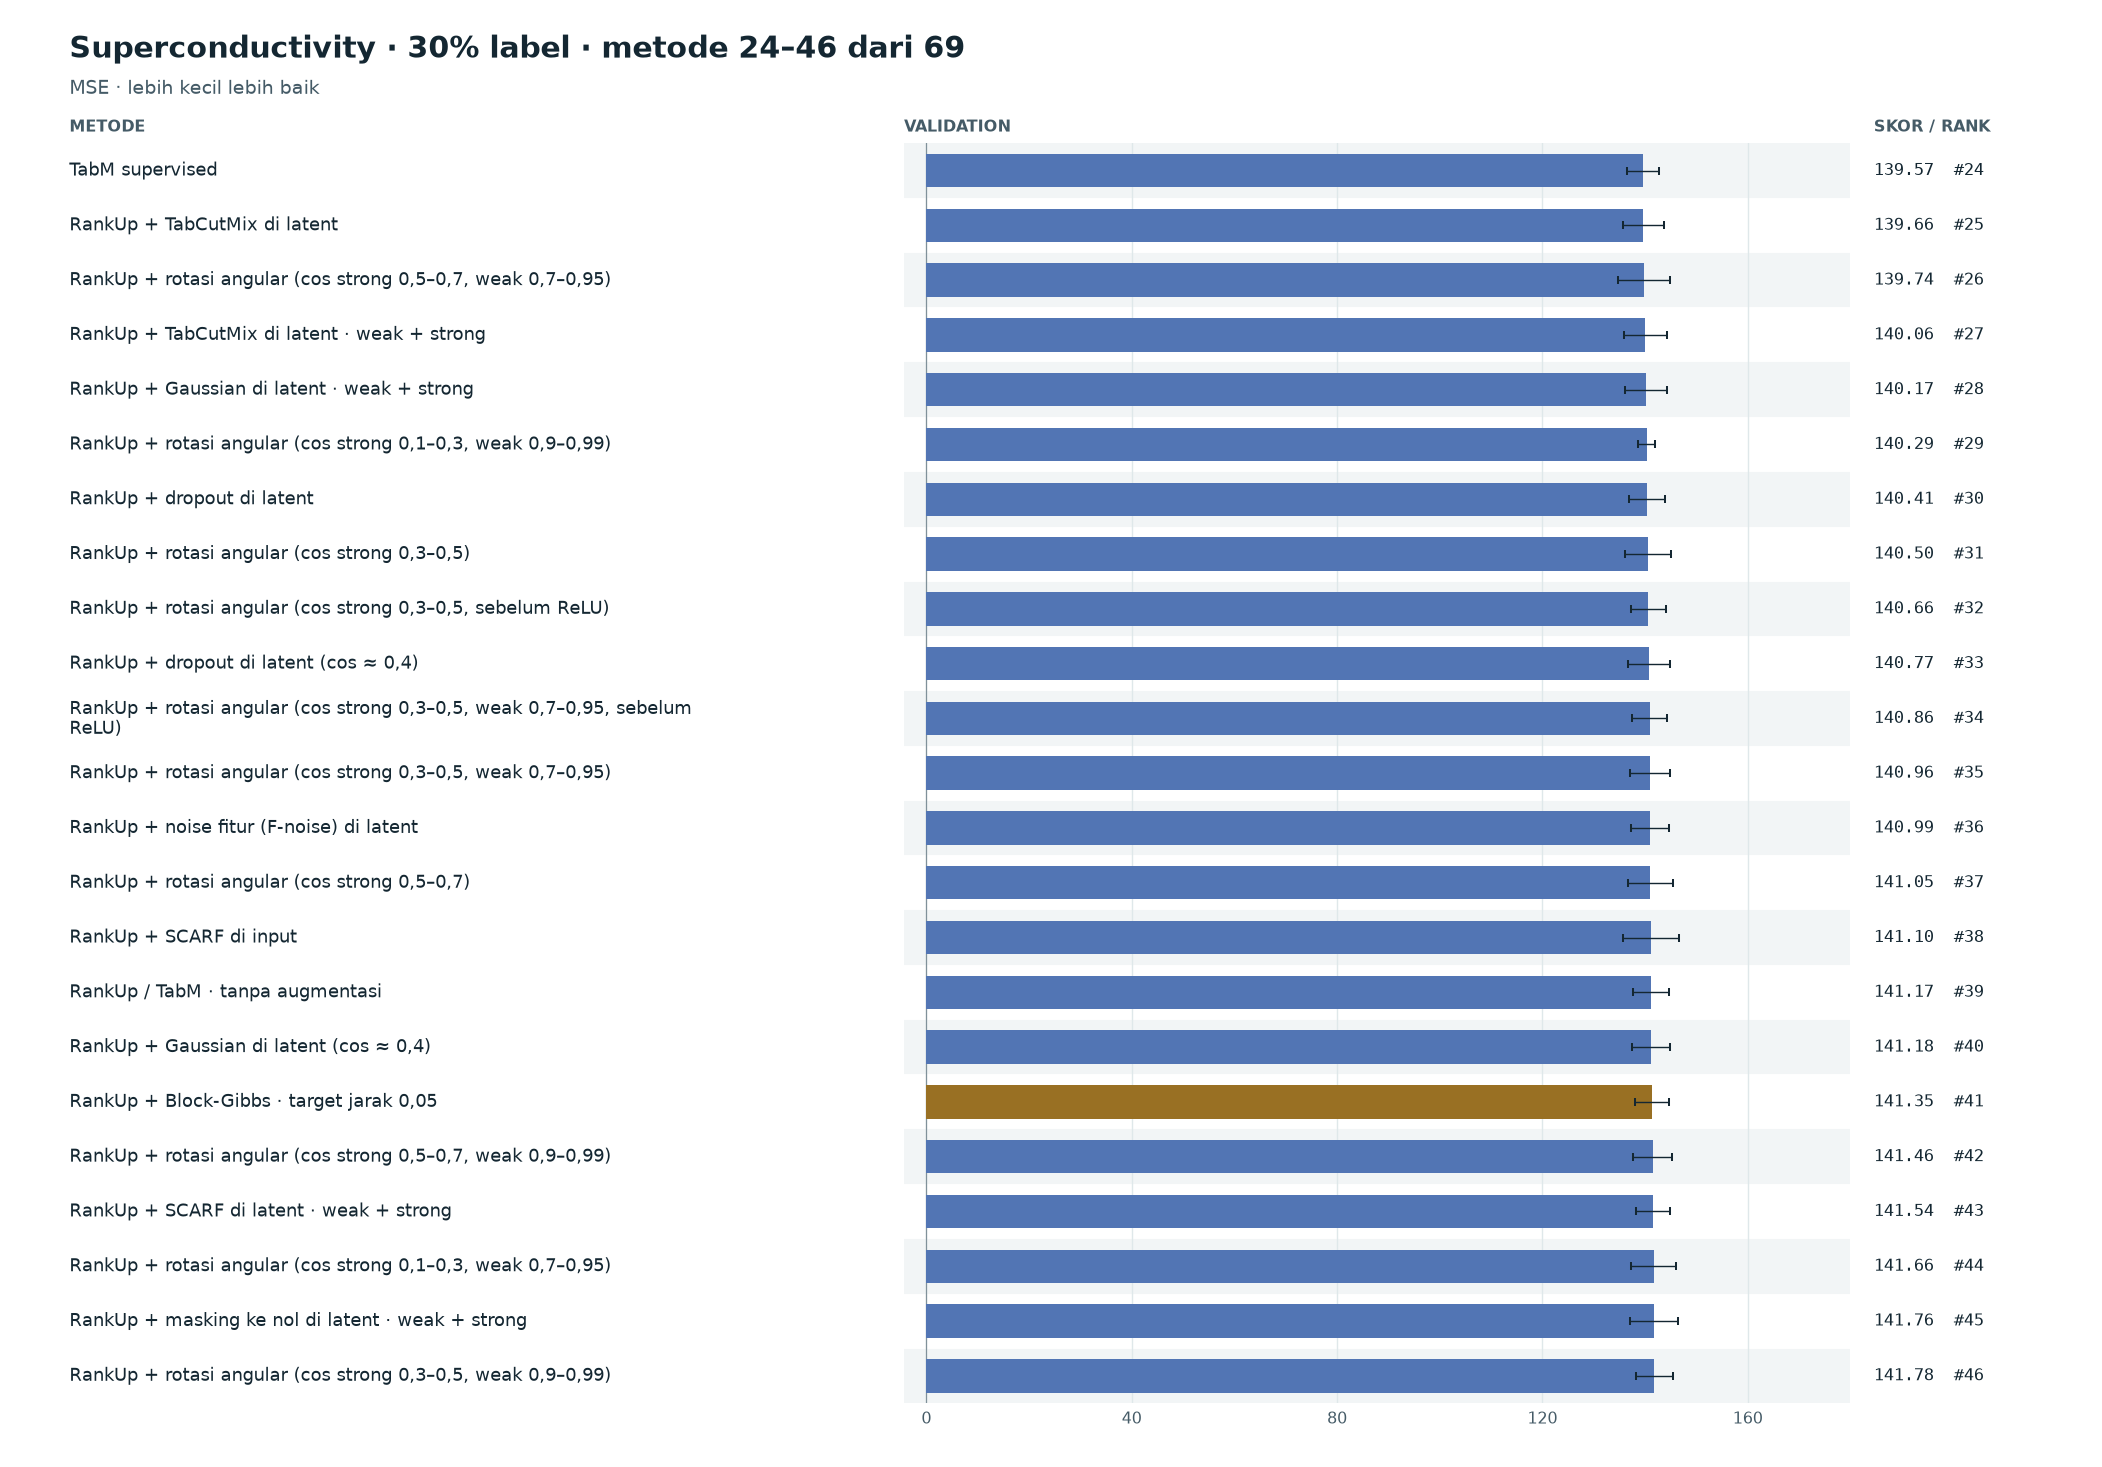 Superconductivity · 30% label · metode 24–46 dari 69
MSE · lebih kecil lebih baik
METODE VALIDATION SKOR / RANK
TabM supervised 139.57 #24
RankUp + TabCutMix di latent 139.66 #25
RankUp + rotasi angular (cos strong 0,5–0,7, weak 0,7–0,95) 139.74 #26
RankUp + TabCutMix di latent · weak + strong 140.06 #27
RankUp + Gaussian di latent · weak + strong 140.17 #28
RankUp + rotasi angular (cos strong 0,1–0,3, weak 0,9–0,99) 140.29 #29
RankUp + dropout di latent 140.41 #30
RankUp + rotasi angular (cos strong 0,3–0,5) 140.50 #31
RankUp + rotasi angular (cos strong 0,3–0,5, sebelum ReLU) 140.66 #32
RankUp + dropout di latent (cos ≈ 0,4) 140.77 #33
RankUp + rotasi angular (cos strong 0,3–0,5, weak 0,7–0,95, sebelum
ReLU) 140.86 #34
RankUp + rotasi angular (cos strong 0,3–0,5, weak 0,7–0,95) 140.96 #35
RankUp + noise fitur (F-noise) di latent 140.99 #36
RankUp + rotasi angular (cos strong 0,5–0,7) 141.05 #37
RankUp + SCARF di input 141.10 #38
RankUp / TabM · tanpa augmentasi 141.17 #39
RankUp + Gaussian di latent (cos ≈ 0,4) 141.18 #40
RankUp + Block-Gibbs · target jarak 0,05 141.35 #41
RankUp + rotasi angular (cos strong 0,5–0,7, weak 0,9–0,99) 141.46 #42
RankUp + SCARF di latent · weak + strong 141.54 #43
RankUp + rotasi angular (cos strong 0,1–0,3, weak 0,7–0,95) 141.66 #44
RankUp + masking ke nol di latent · weak + strong 141.76 #45
RankUp + rotasi angular (cos strong 0,3–0,5, weak 0,9–0,99) 141.78 #46
0 40 80 120 160